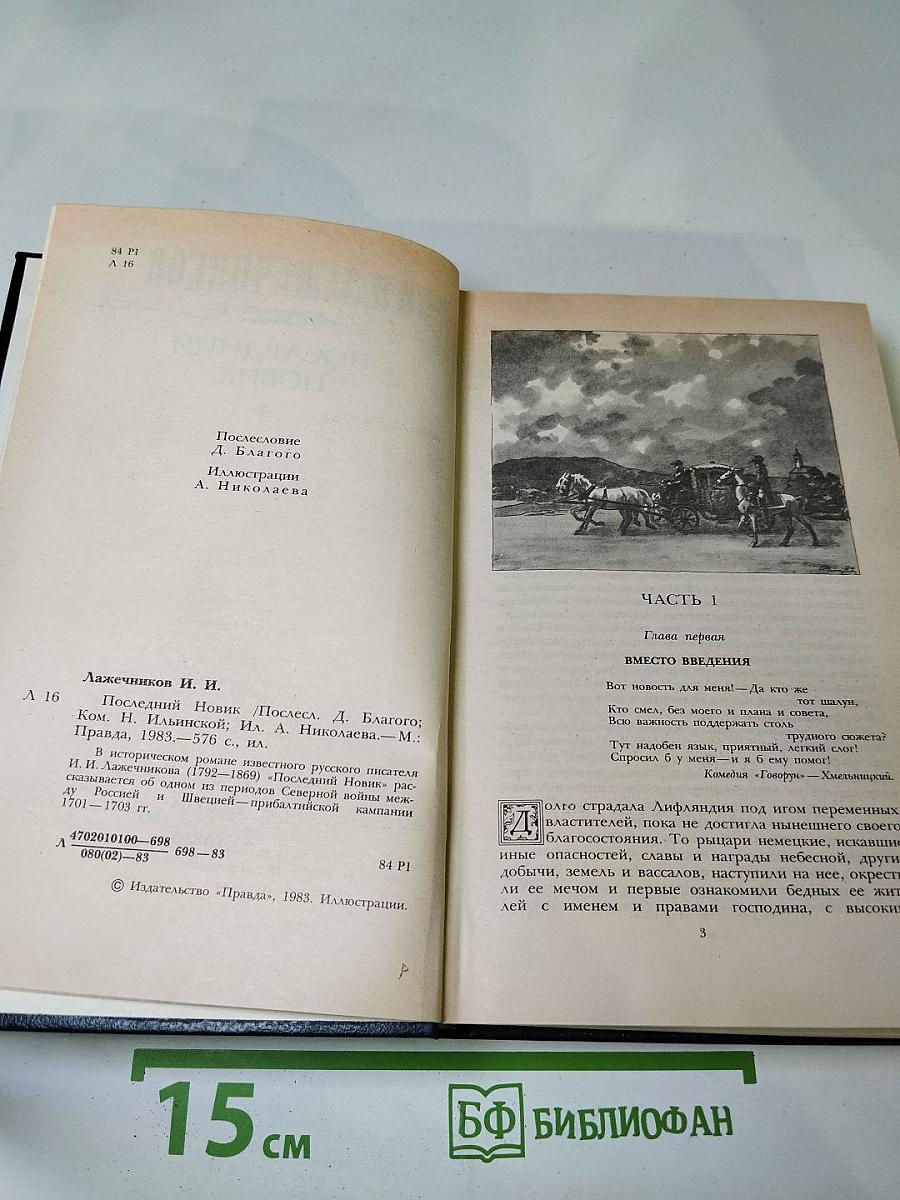 84 Р1
Л 16
Послесловие
Д. Благого
Иллюстрации
А. Николаева
Лажечников И. И.
Л 16
Последний Новик /Послесл. Д. Благого;
Ком. Н. Ильинской; Ил. А. Николаева.—М.:
Правда, 1983.—576 с., ил.
В историческом романе известного русского писателя
И. И. Лажечникова (1792—1869) «Последний Новик» рас-
сказывается об одном из периодов Северной войны меж-
ду Россией и Швецией—прибалтийской кампании
1701—1703 гг.
Л 4702010100—698
080(02)—83
698—83
84 Р1
© Издательство «Правда», 1983. Иллюстрации.
Р
ЧАСТЬ 1
Глава первая
ВМЕСТО ВВЕДЕНИЯ
Вот новость для меня!—Да кто же
тот шалун,
Кто смел, без моего и плана и совета,
Всю важность поддержать столь
трудного сюжета?
Тут надобен язык, приятный, легкий слог!
Спросил б у меня—и я б ему помог!
Комедия «Говорун»—Хмельницкий.
Долго страдала Лифляндия под игом переменных
властителей, пока не достигла нынешнего своего
благосостояния. То рыцари немецкие, искавшие
иные опасностей, славы и награды небесной, други
добычи, земель и вассалов, наступили на нее, окрест
ли ее мечом и первые ознакомили бедных ее жит
лей с именем и правами господина, с высоким
3
15 см
БФ БИБЛИОФАН